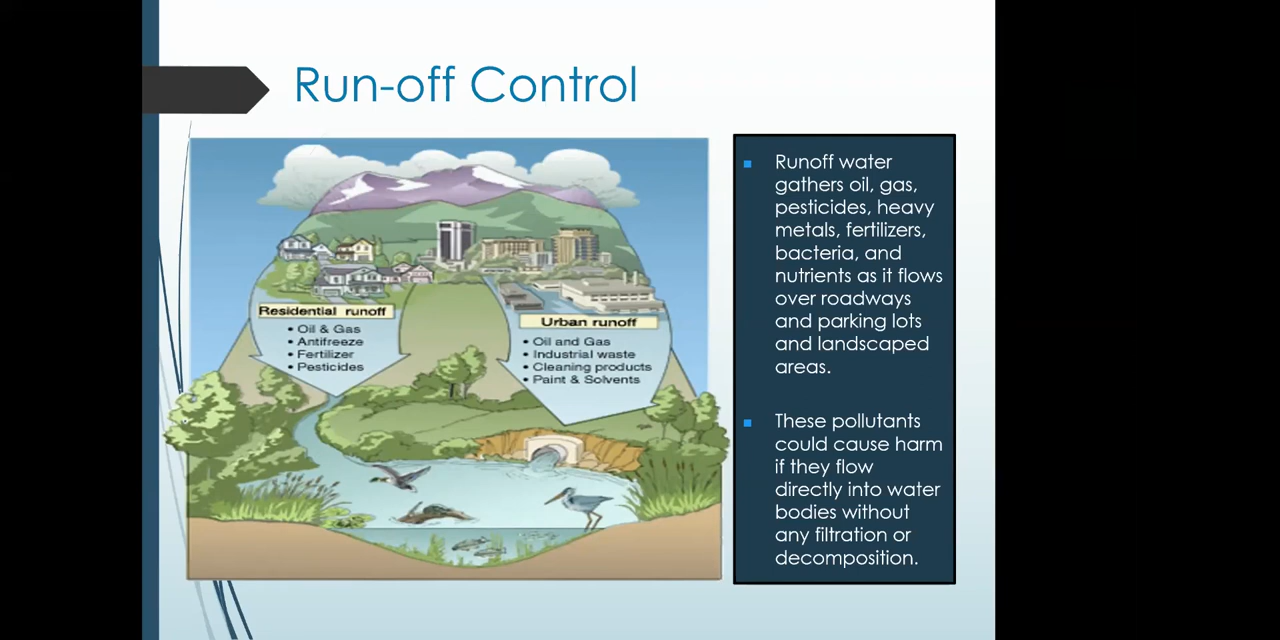 Run-off Control
Residential runoff
• Oil & Gas
• Antifreeze
• Fertilizer
• Pesticides
Urban runoff
• Oil and Gas
• Industrial waste
• Cleaning products
• Paint & Solvents
▪ Runoff water
gathers oil, gas,
pesticides, heavy
metals, fertilizers,
bacteria, and
nutrients as it flows
over roadways
and parking lots
and landscaped
areas.
▪ These pollutants
could cause harm
if they flow
directly into water
bodies without
any filtration or
decomposition.